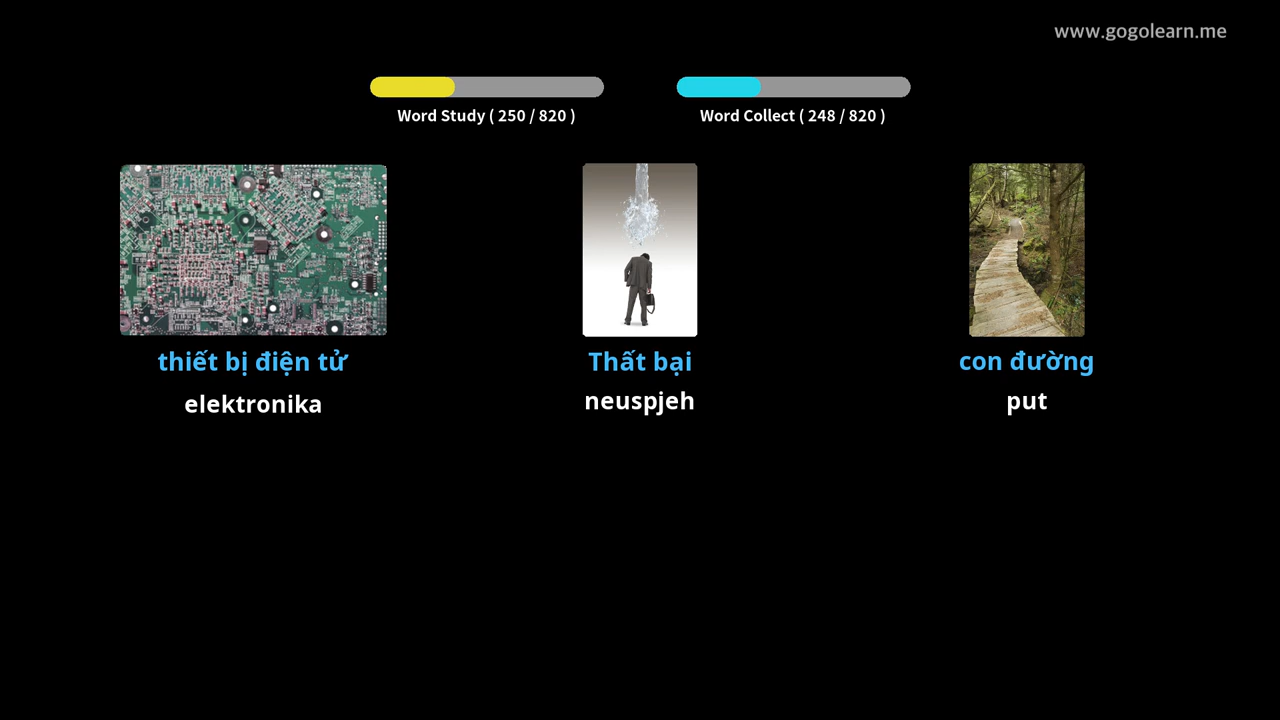 www.gogolearn.me
Word Study ( 250 / 820 )
Word Collect ( 248 / 820 )
thiết bị điện tử
elektronika
Thất bại
neuspjeh
con đường
put